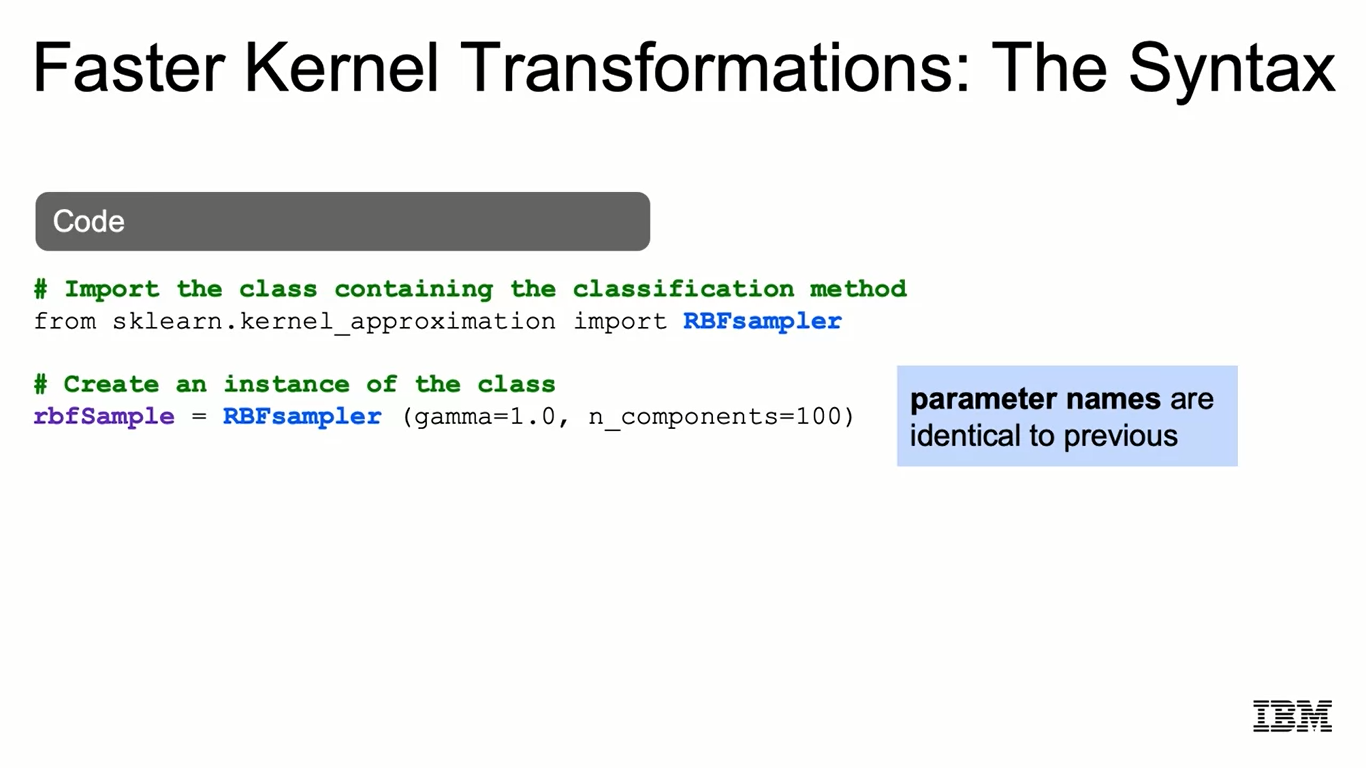 Faster Kernel Transformations: The Syntax
Code
# Import the class containing the classification method
from sklearn.kernel_approximation import RBFsampler
# Create an instance of the class
rbfSample = RBFsampler (gamma=1.0, n_components=100)
parameter names are
identical to previous
IBM